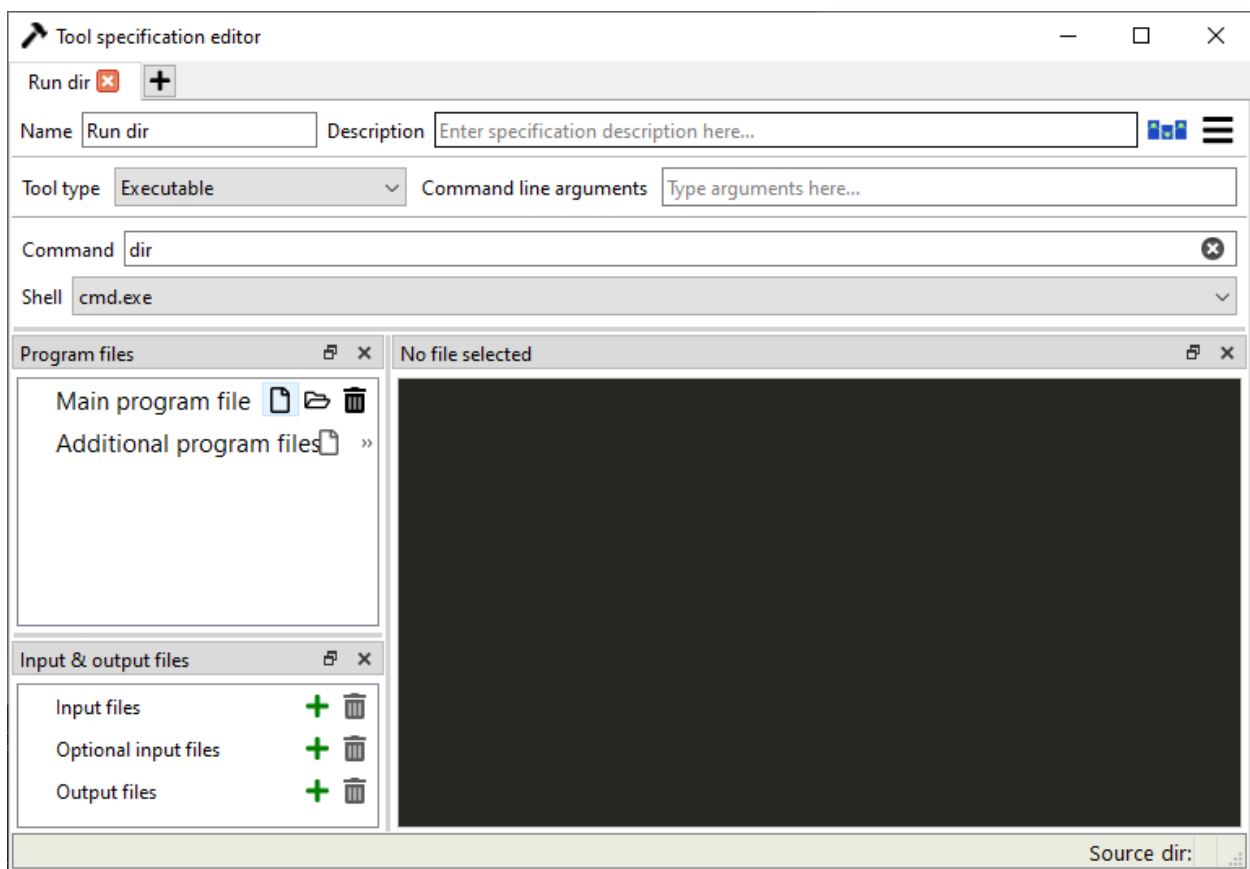 Tool specification editor
Run dir
Name Run dir Description Enter specification description here...
Tool type Executable Command line arguments Type arguments here...
Command dir
Shell cmd.exe
Program files No file selected
Main program file
Additional program files »
Input & output files
Input files
Optional input files
Output files
Source dir: